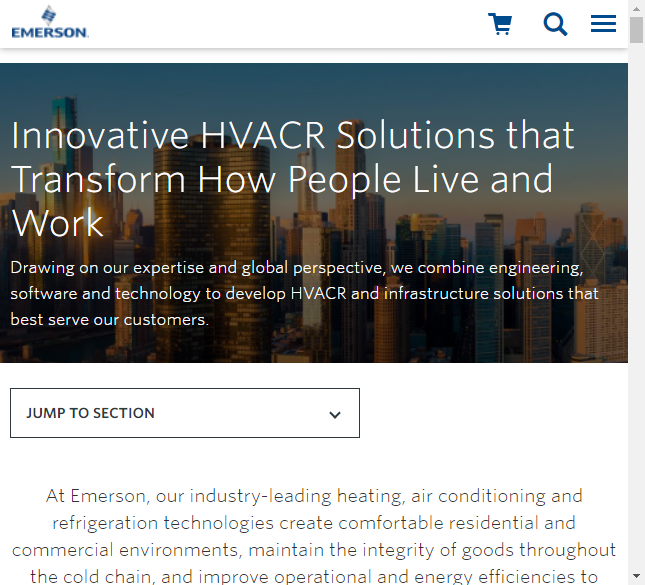 EMERSON
Innovative HVACR Solutions that
Transform How People Live and
Work
Drawing on our expertise and global perspective, we combine engineering,
software and technology to develop HVACR and infrastructure solutions that
best serve our customers.
JUMP TO SECTION
At Emerson, our industry-leading heating, air conditioning and
refrigeration technologies create comfortable residential and
commercial environments, maintain the integrity of goods throughout
the cold chain, and improve operational and energy efficiencies to